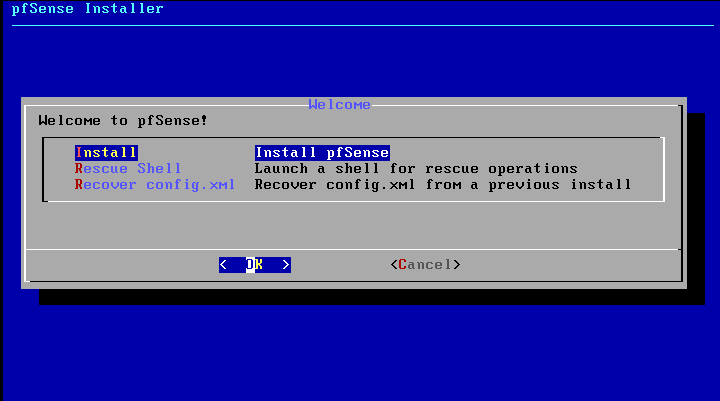 pfSense Installer
Welcome
Welcome to pfSense!
Install Install pfSense
Rescue Shell Launch a shell for rescue operations
Recover config.xml Recover config.xml from a previous install
< OK > <Cancel>